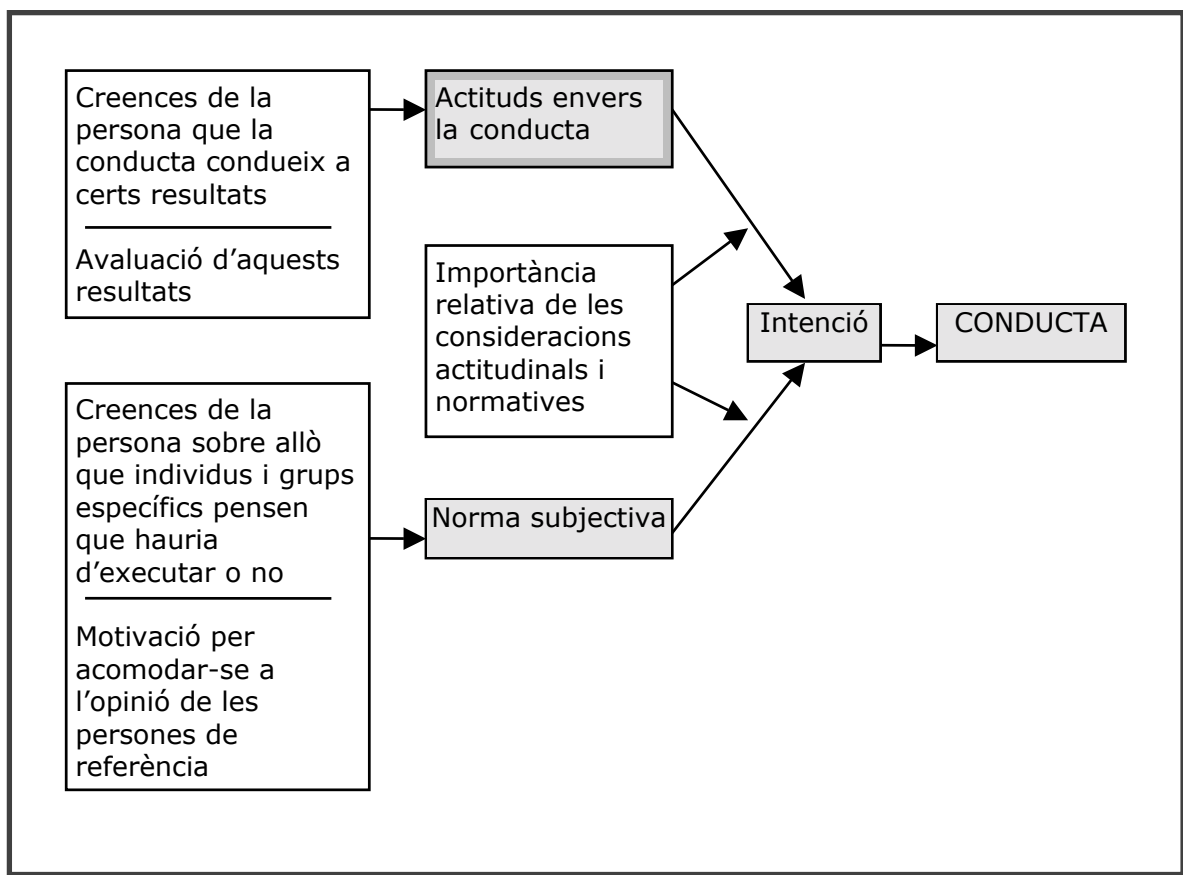 Creences de la
persona que la
conducta condueix a
certs resultats
Avaluació d’aquests
resultats
Actituds envers
la conducta
Importància
relativa de les
consideracions
actitudinals i
normatives
Intenció
CONDUCTA
Creences de la
persona sobre allò
que individus i grups
específics pensen
que hauria
d’executar o no
Motivació per
acomodar-se a
l’opinió de les
persones de
referència
Norma subjectiva